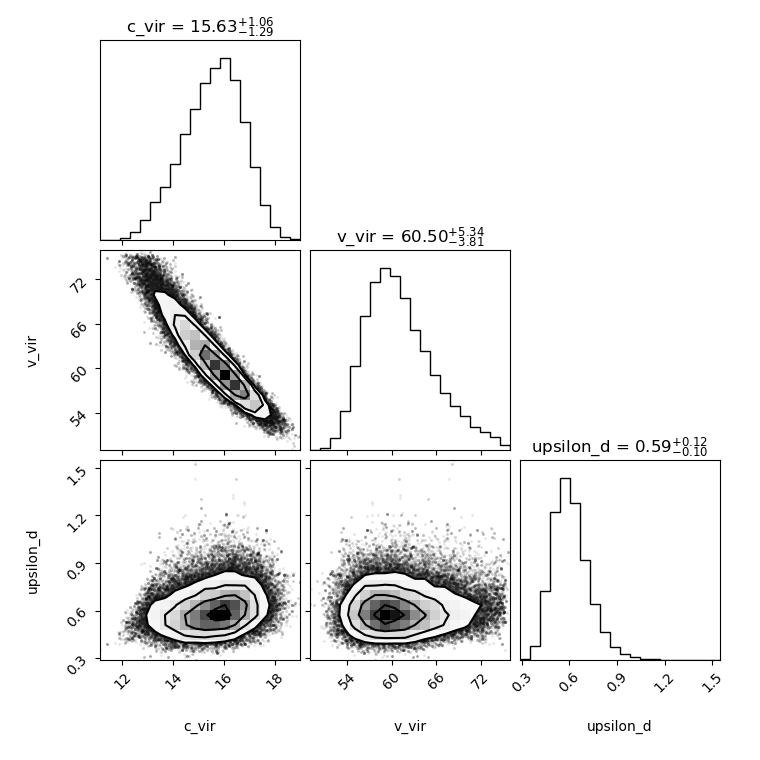 c_vir = 15.63+1.06−1.29
v_vir = 60.50+5.34−3.81
72
66
60
54
v_vir
upsilon_d = 0.59+0.12−0.10
1.5
1.2
0.9
0.6
0.3
upsilon_d
12 14 16 18
54 60 66 72
0.3 0.6 0.9 1.2 1.5
c_vir v_vir upsilon_d